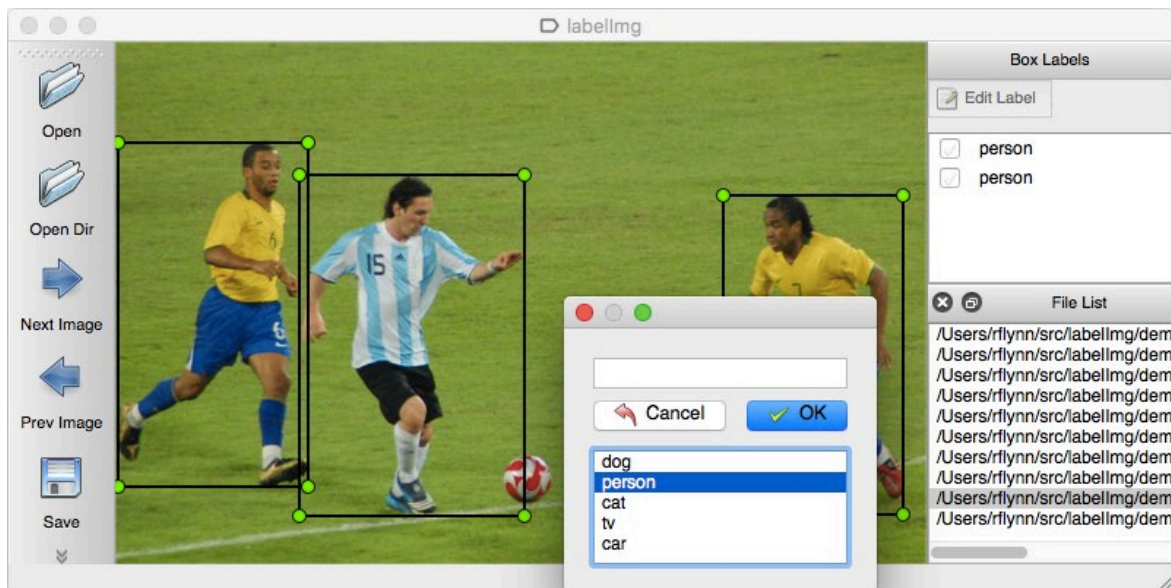 labelImg
Open
Open Dir
Next Image
Prev Image
Save
6
6
15
7
Cancel
OK
dog
person
cat
tv
car
Box Labels
Edit Label
person
person
File List
/Users/rflynn/src/labelImg/dem
/Users/rflynn/src/labelImg/dem
/Users/rflynn/src/labelImg/dem
/Users/rflynn/src/labelImg/dem
/Users/rflynn/src/labelImg/dem
/Users/rflynn/src/labelImg/dem
/Users/rflynn/src/labelImg/dem
/Users/rflynn/src/labelImg/dem
/Users/rflynn/src/labelImg/dem
/Users/rflynn/src/labelImg/dem